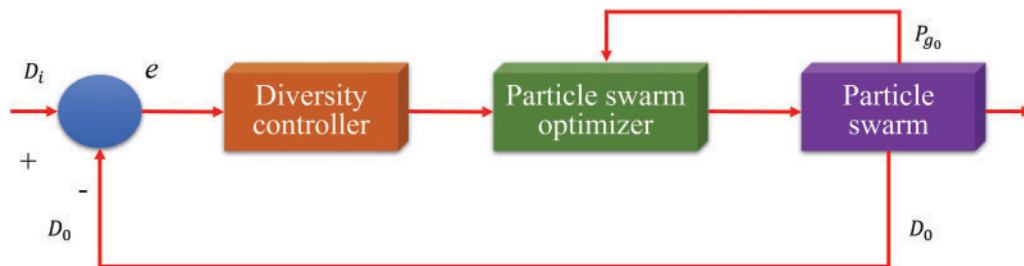 P_{g_0}
D_i
e
Diversity
controller
Particle swarm
optimizer
Particle
swarm
+
-
D_0
D_0